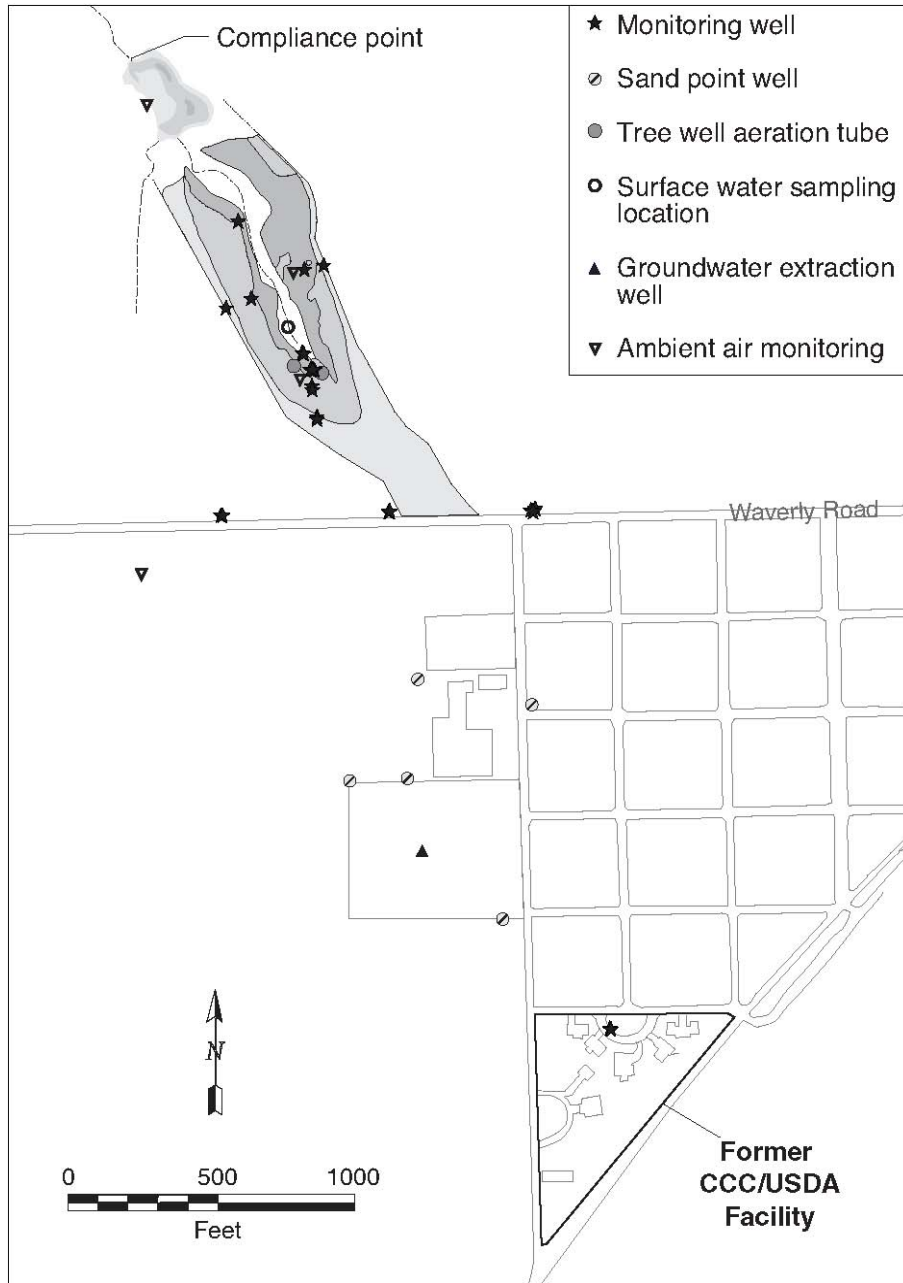 Compliance point
Monitoring well
Sand point well
Tree well aeration tube
Surface water sampling
location
Groundwater extraction
well
Ambient air monitoring
Waverly Road
N
0 500 1000
Feet
Former
CCC/USDA
Facility